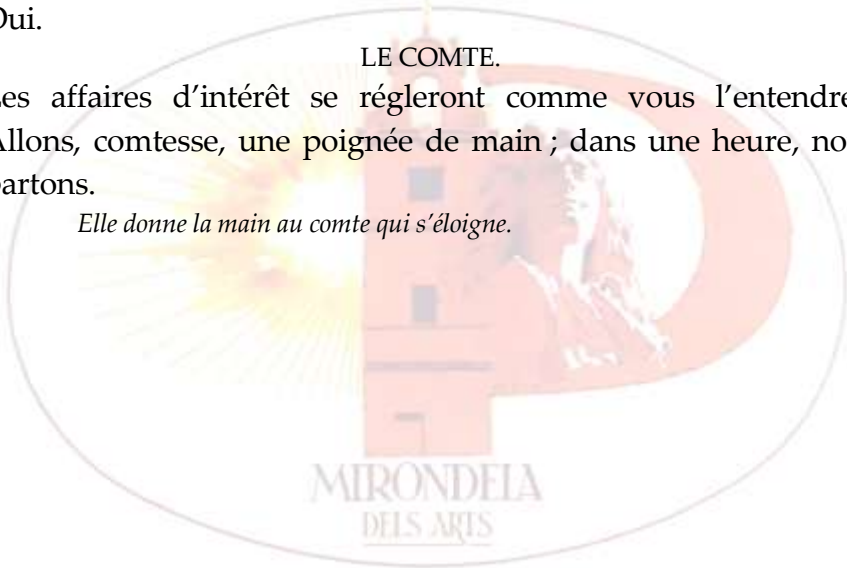 Oui.
LE COMTE.
es affaires d'intérêt se régleront comme vous l'entendre
Allons, comtesse, une poignée de main ; dans une heure, no
partons.
Elle donne la main au comte qui s'éloigne.
MIRONDELA
DELS ARTS